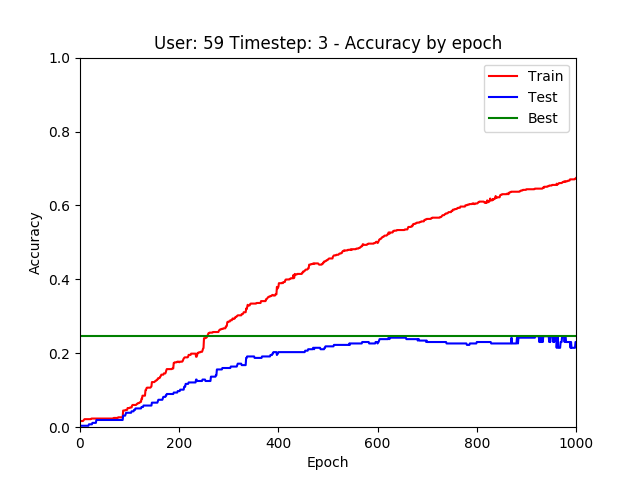 User: 59 Timestep: 3 - Accuracy by epoch
1.0
0.8
0.6
0.4
0.2
0.0
Accuracy
0 200 400 600 800 1000
Epoch
Train
Test
Best